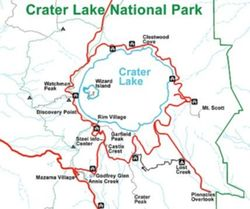 Crater Lake National Park
Cleetwood
Cove
Watchman
Peak
Wizard
Island
Crater
Lake
Discovery Point
Rim Village
Mt. Scott
Steel Info
Center
Garfield
Peak
Castle
Crest
Lost
Creek
Mazama Village
Godfrey Glen
Annie Creek
Crater
Peak
Pinnacles
Overlook